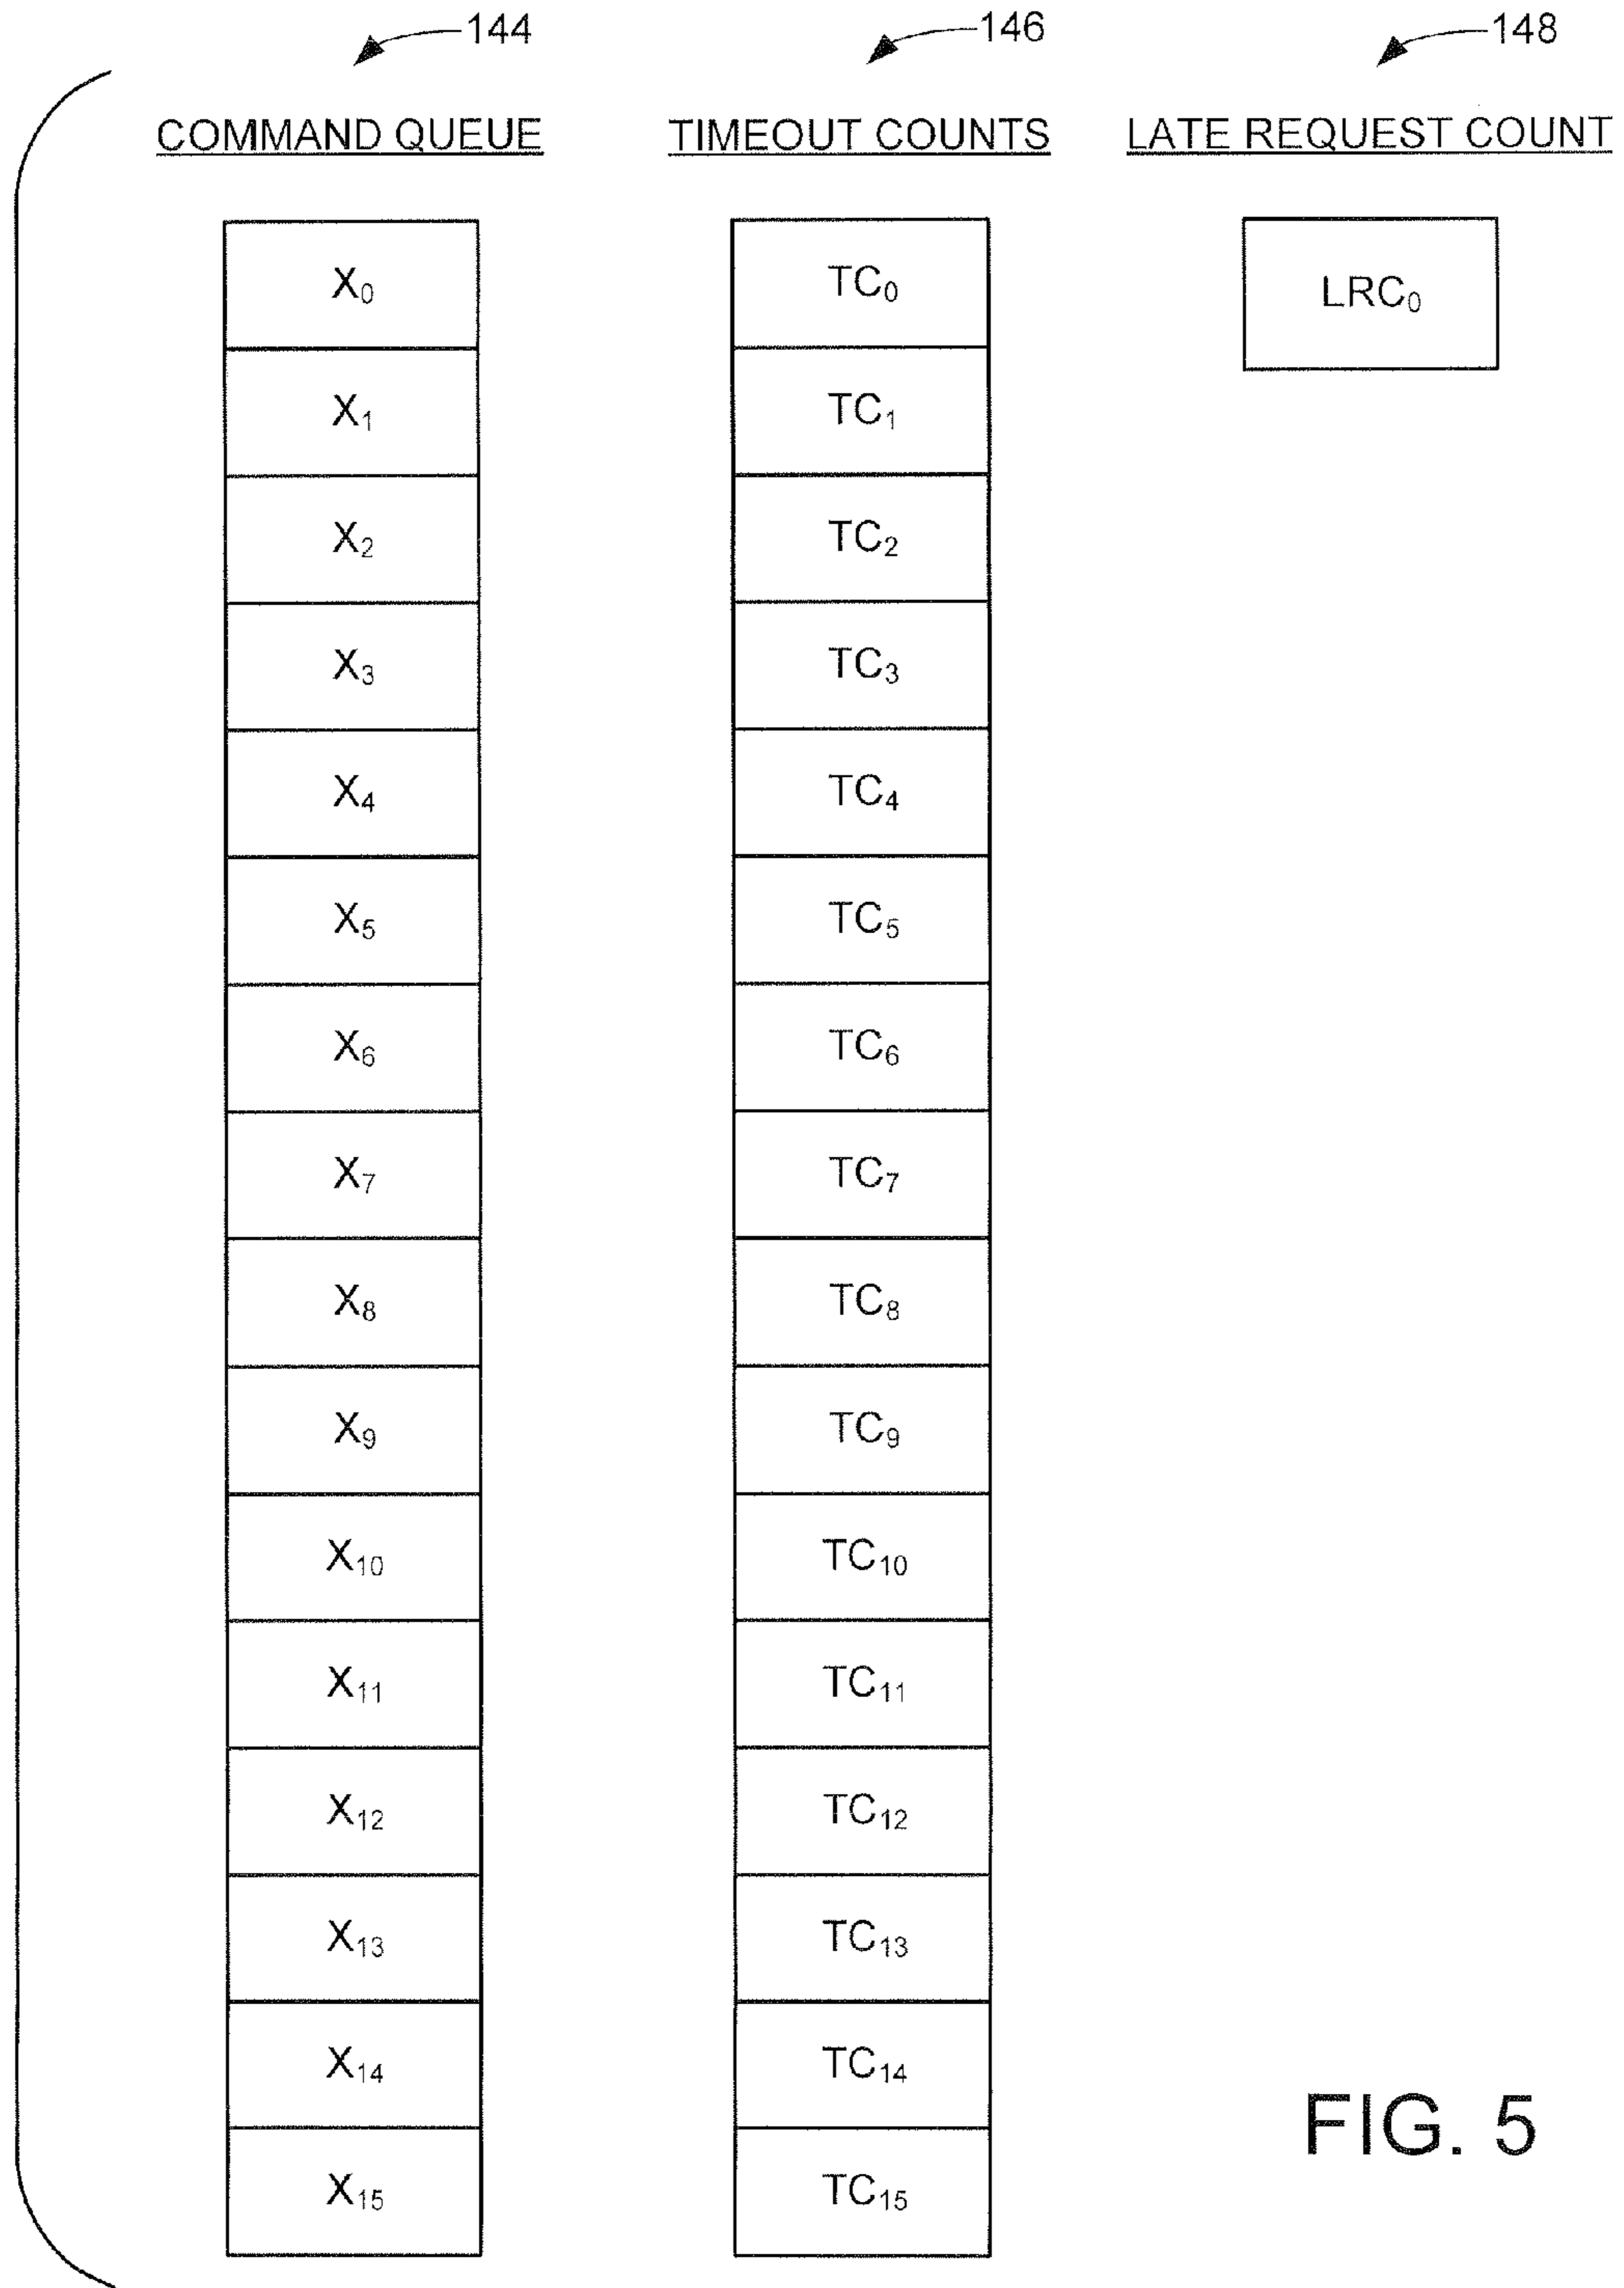 144 146 148
COMMAND QUEUE TIMEOUT COUNTS LATE REQUEST COUNT
X₀ TC₀ LRC₀
X₁ TC₁
X₂ TC₂
X₃ TC₃
X₄ TC₄
X₅ TC₅
X₆ TC₆
X₇ TC₇
X₈ TC₈
X₉ TC₉
X₁₀ TC₁₀
X₁₁ TC₁₁
X₁₂ TC₁₂
X₁₃ TC₁₃
X₁₄ TC₁₄
X₁₅ TC₁₅
FIG. 5